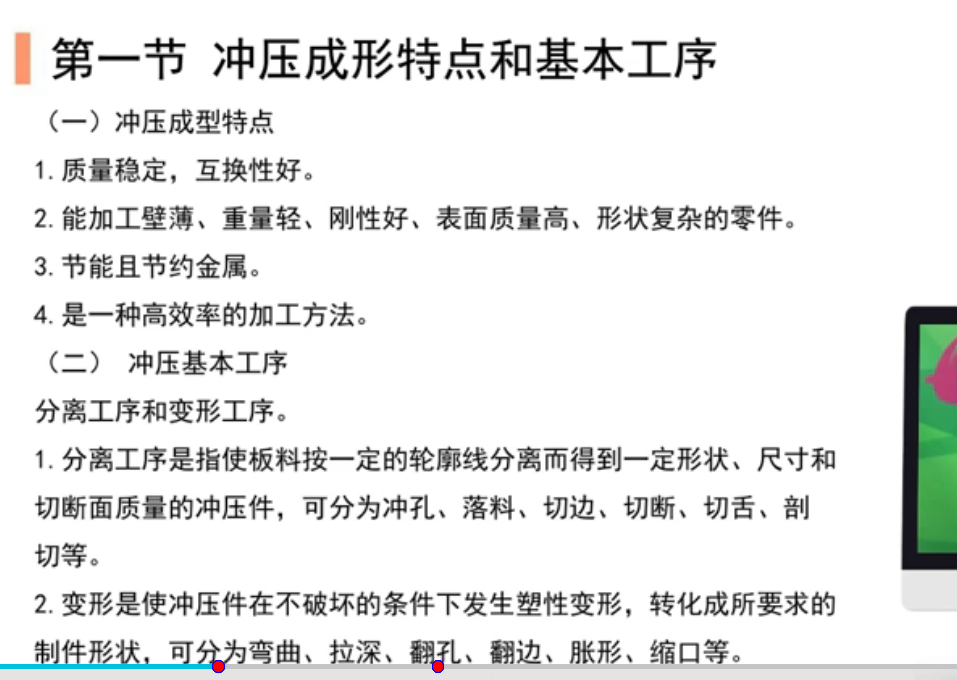 第一节 冲压成形特点和基本工序
（一）冲压成型特点
1. 质量稳定，互换性好。
2. 能加工壁薄、重量轻、刚性好、表面质量高、形状复杂的零件。
3. 节能且节约金属。
4. 是一种高效率的加工方法。
（二） 冲压基本工序
分离工序和变形工序。
1. 分离工序是指使板料按一定的轮廓线分离而得到一定形状、尺寸和
切断面质量的冲压件，可分为冲孔、落料、切边、切断、切舌、剖
切等。
2. 变形是使冲压件在不破坏的条件下发生塑性变形，转化成所要求的
制件形状，可分为弯曲、拉深、翻孔、翻边、胀形、缩口等。